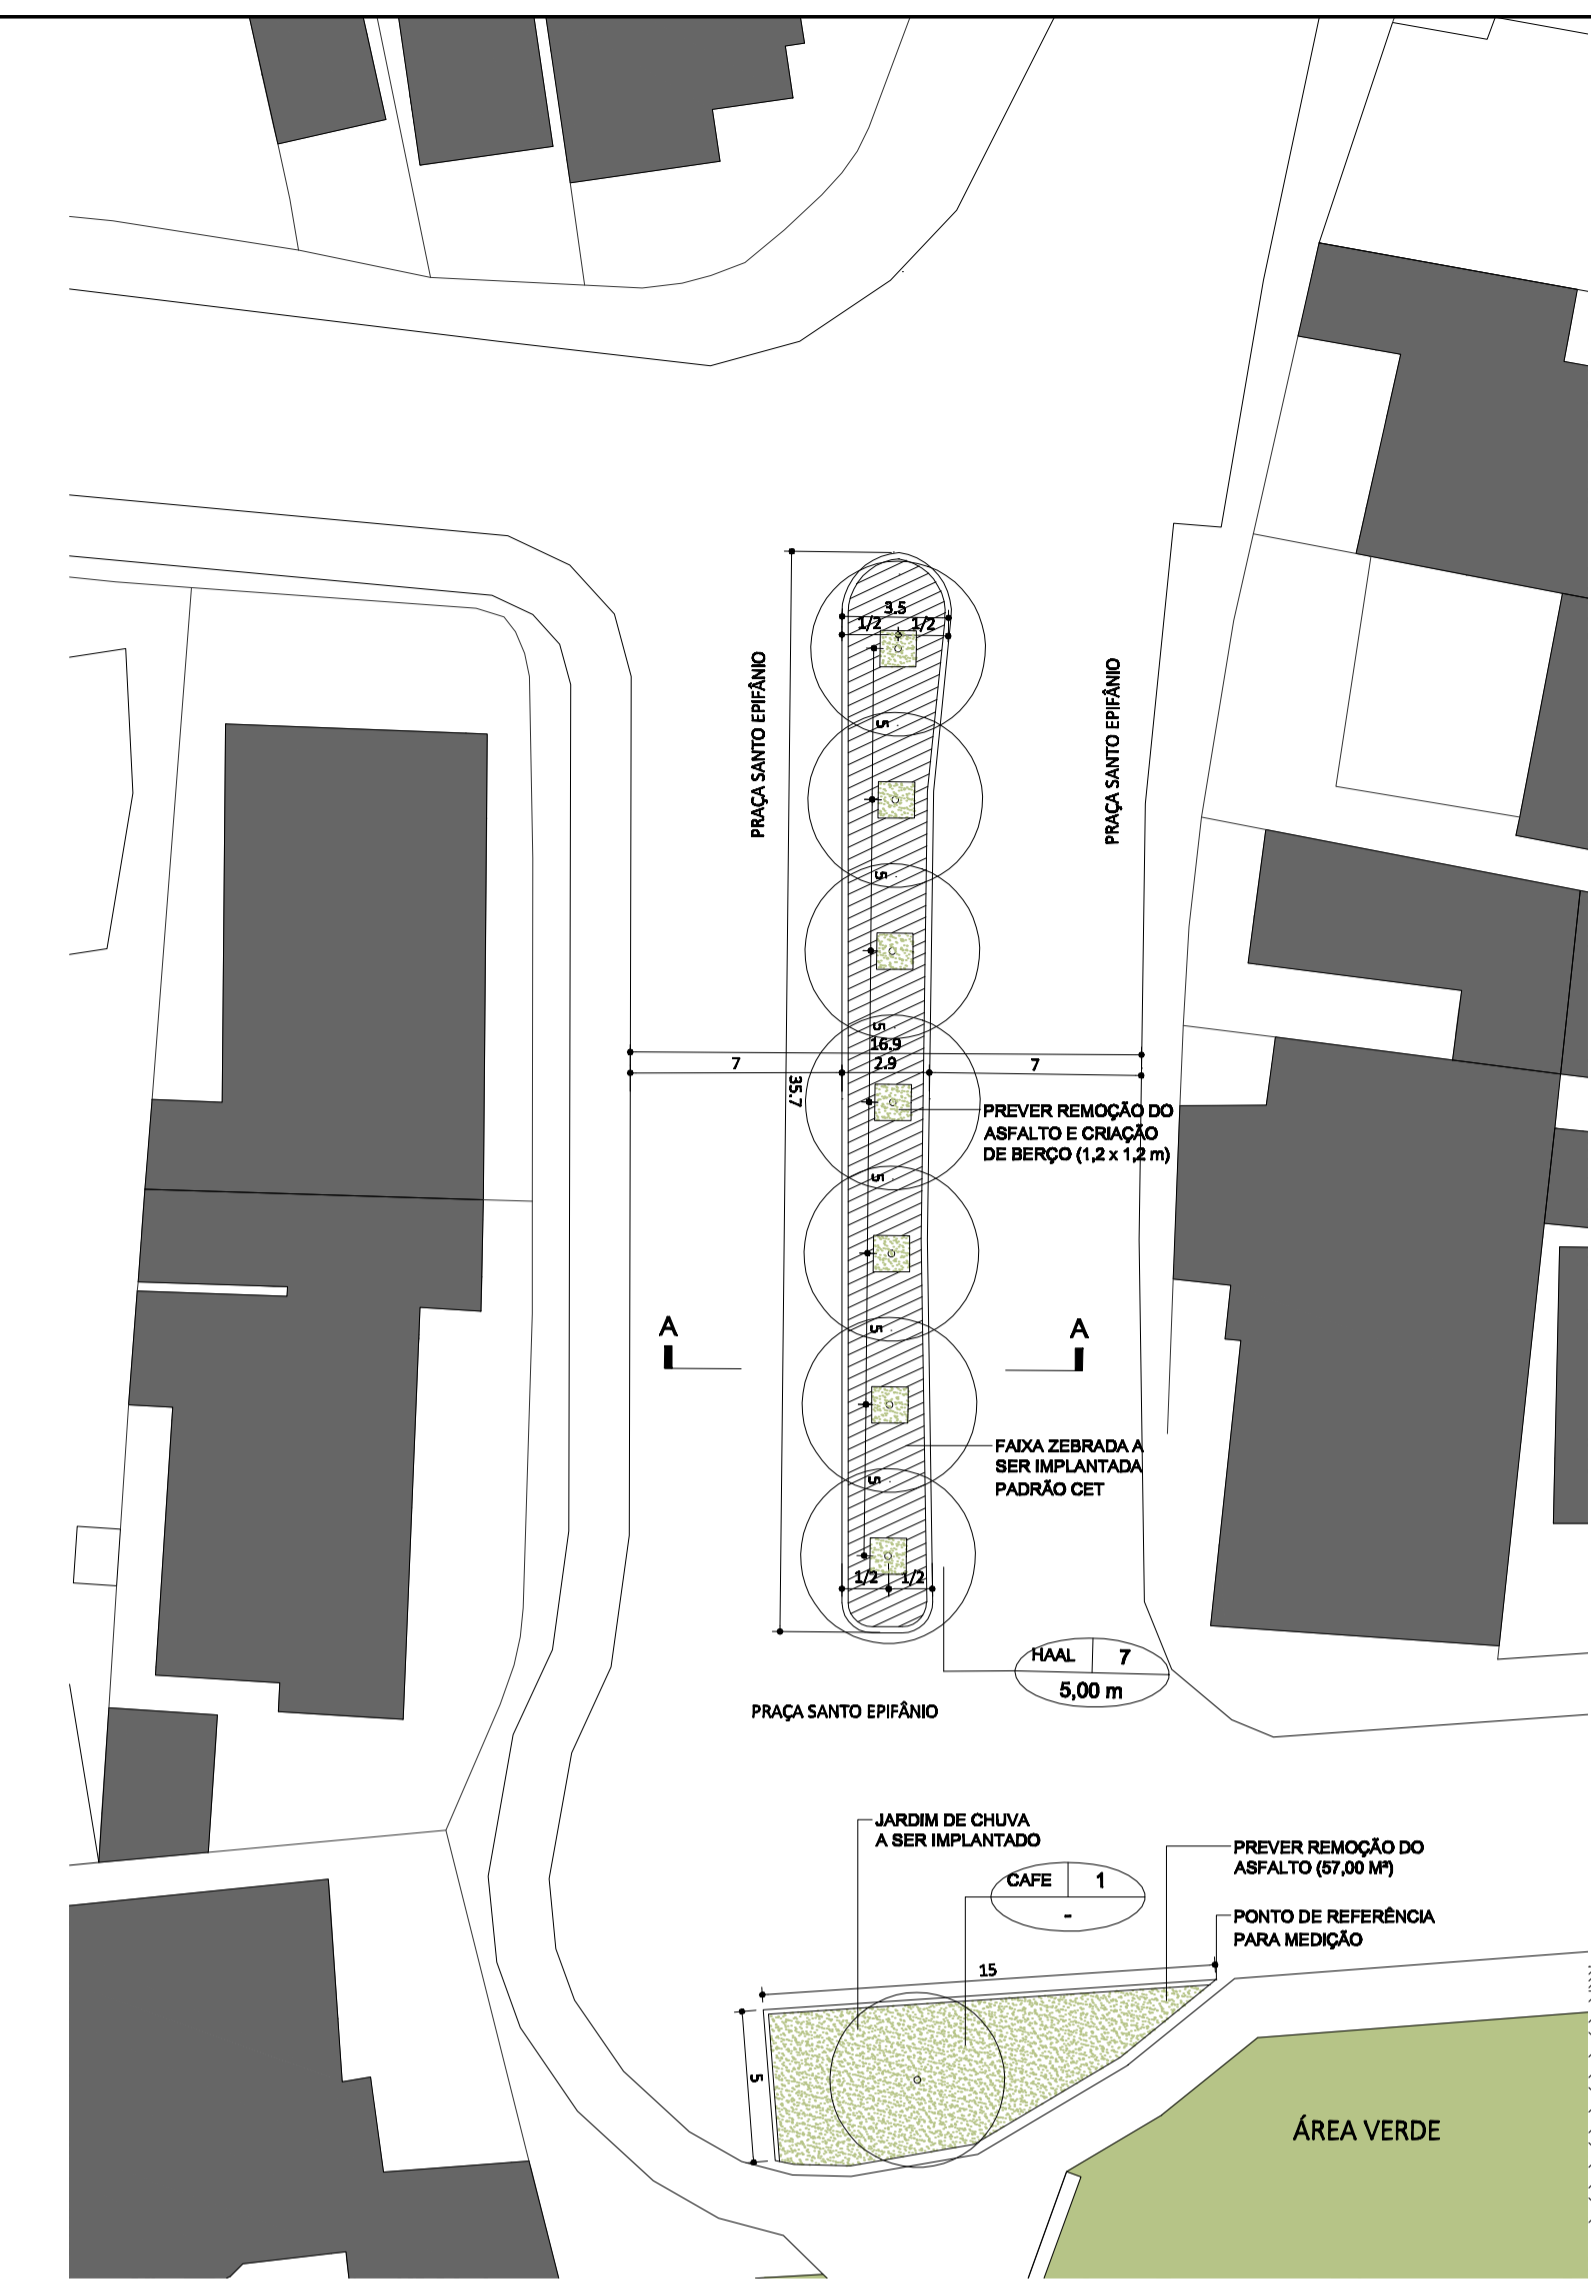 3.5
1/2
1/2
PRAÇA SANTO EPIFÂNIO
PRAÇA SANTO EPIFÂNIO
5
5
5
16.9
7
2.9
7
35.7
PREVER REMOÇÃO DO
ASFALTO E CRIAÇÃO
DE BERÇO (1,2 x 1,2 m)
5
A
A
5
FAIXA ZEBRADA A
SER IMPLANTADA
PADRÃO CET
5
1/2
1/2
HAAL
7
5,00 m
PRAÇA SANTO EPIFÂNIO
JARDIM DE CHUVA
A SER IMPLANTADO
PREVER REMOÇÃO DO
ASFALTO (57,00 M²)
CAFE
1
-
PONTO DE REFERÊNCIA
PARA MEDIÇÃO
15
5
ÁREA VERDE